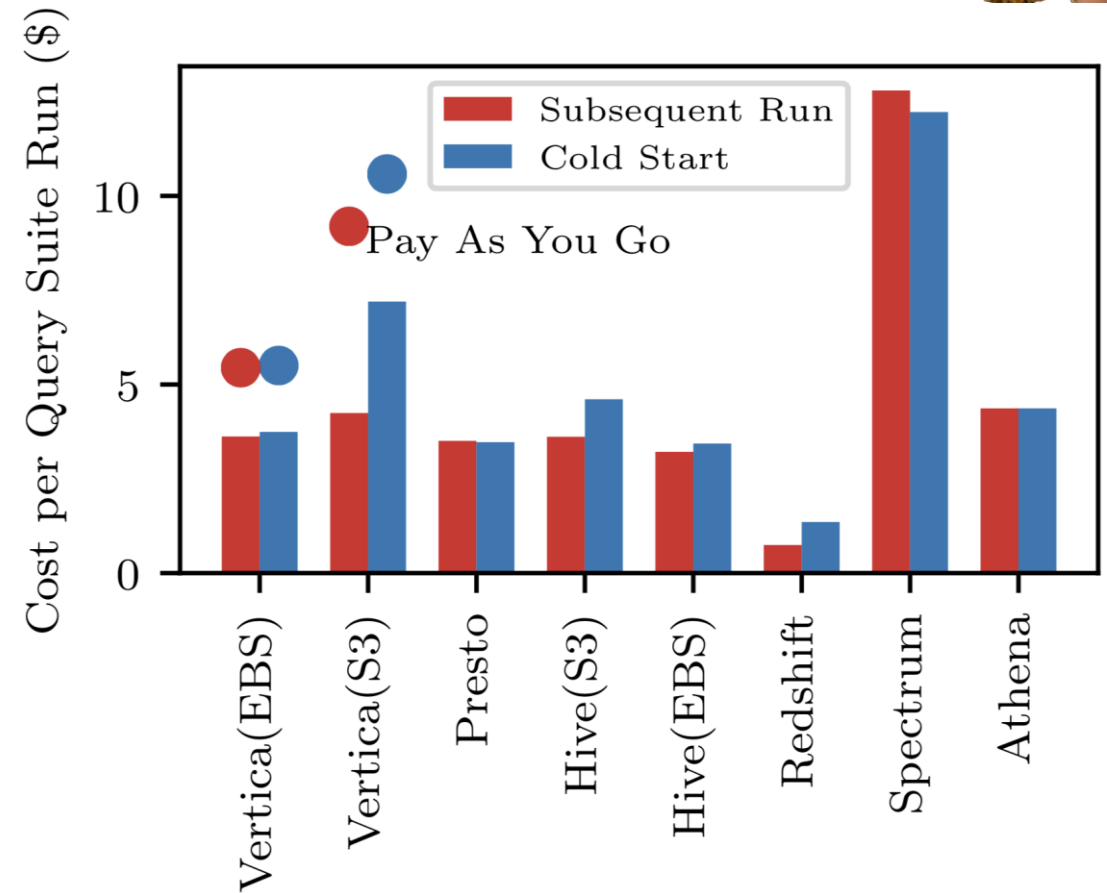 Cost per Query Suite Run ($)
10
5
0
Subsequent Run
Cold Start
Pay As You Go
Vertica(EBS)
Vertica(S3)
Presto
Hive(S3)
Hive(EBS)
Redshift
Spectrum
Athena